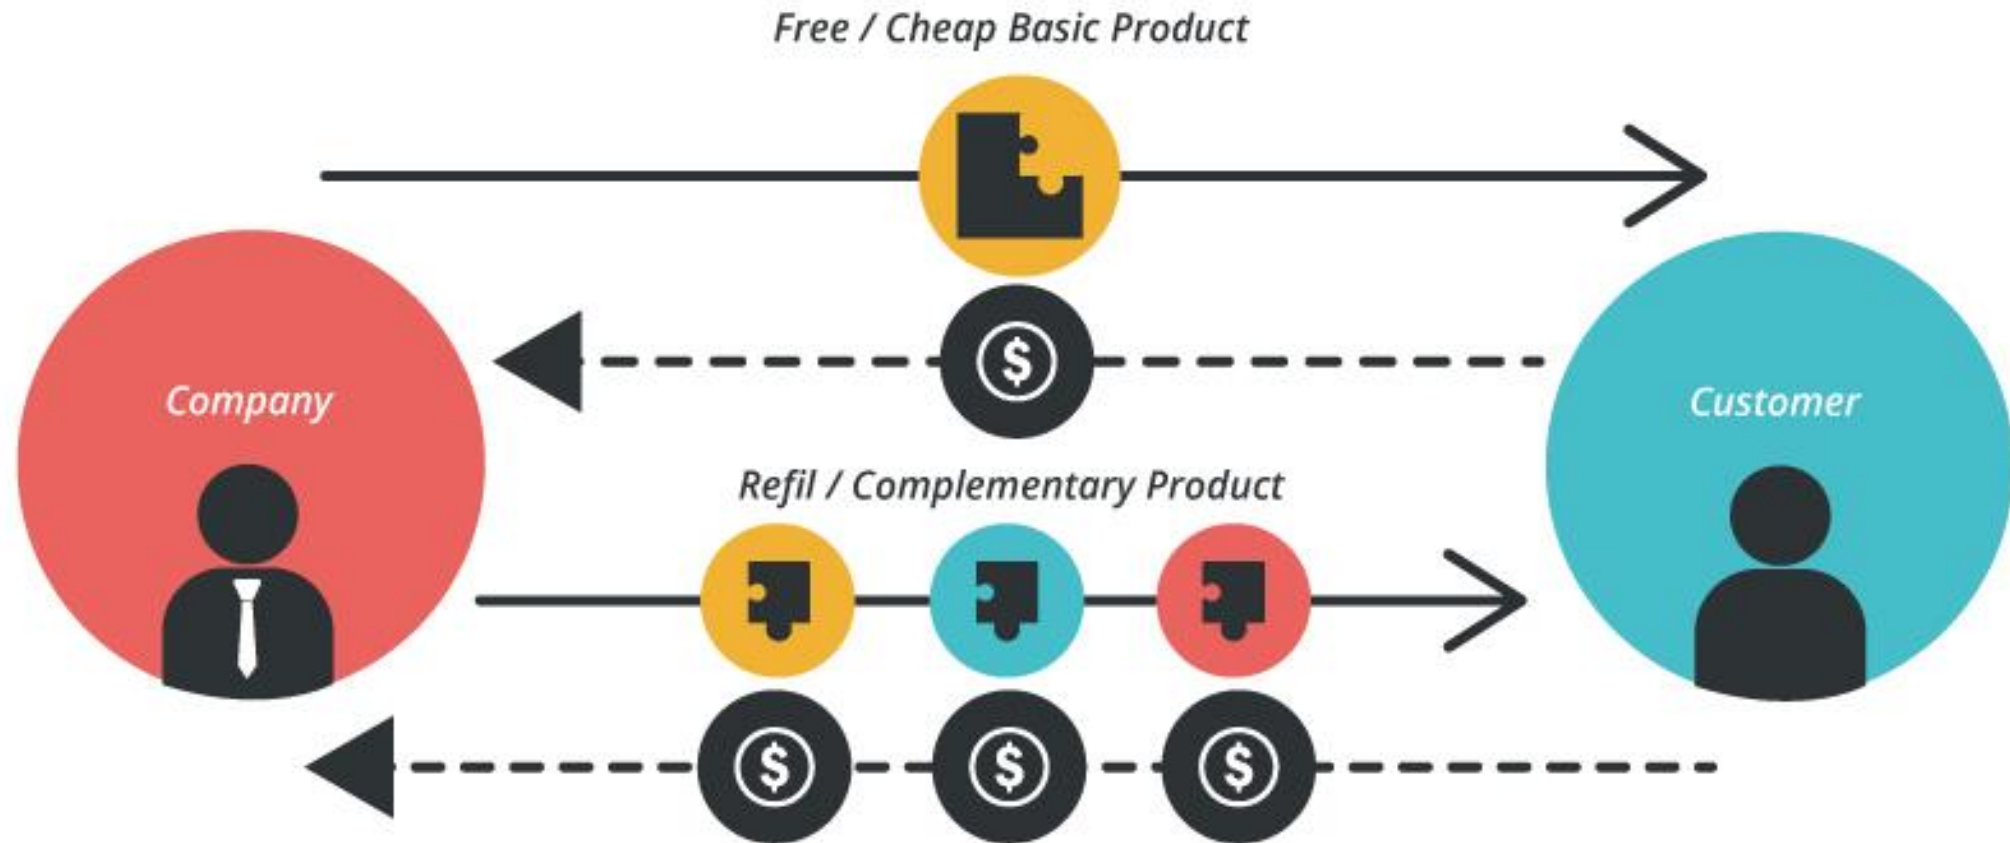 Free / Cheap Basic Product
$
Company
Customer
Refil / Complementary Product
$ $ $